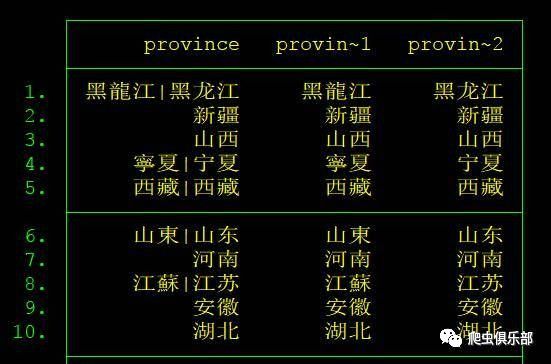 province provin~1 provin~2
1. 黑龍江|黑龙江 黑龍江 黑龙江
2. 新疆 新疆 新疆
3. 山西 山西 山西
4. 寧夏|宁夏 寧夏 宁夏
5. 西藏|西藏 西藏 西藏
6. 山東|山东 山東 山东
7. 河南 河南 河南
8. 江蘇|江苏 江蘇 江苏
9. 安徽 安徽 安徽
10. 湖北 湖北 湖北
爬虫俱乐部